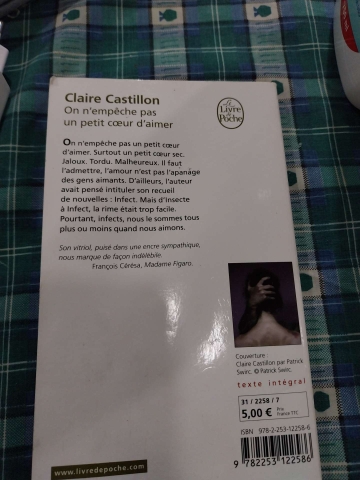 Claire Castillon
On n'empêche pas
un petit cœur d'aimer
Le
Livre
de
Poche
On n'empêche pas un petit cœur
d'aimer. Surtout un petit cœur sec.
Jaloux. Tordu. Malheureux. Il faut
l'admettre, l'amour n'est pas l'apanage
des gens aimants. D'ailleurs, l'auteur
avait pensé intituler son recueil
de nouvelles : Infect. Mais d'Insecte
à Infect, la rime était trop facile.
Pourtant, infects, nous le sommes tous
plus ou moins quand nous aimons.
Son vitriol, puisé dans une encre sympathique,
nous marque de façon indélébile.
François Cérésa, Madame Figaro.
Couverture :
Claire Castillon par Patrick
Swirc. © Patrick Swirc.
texte intégral
31 / 2258 / 7
5,00 €
Prix
France TTC
ISBN 978-2-253-12258-6
9 782253 122586
www.livredepoche.com